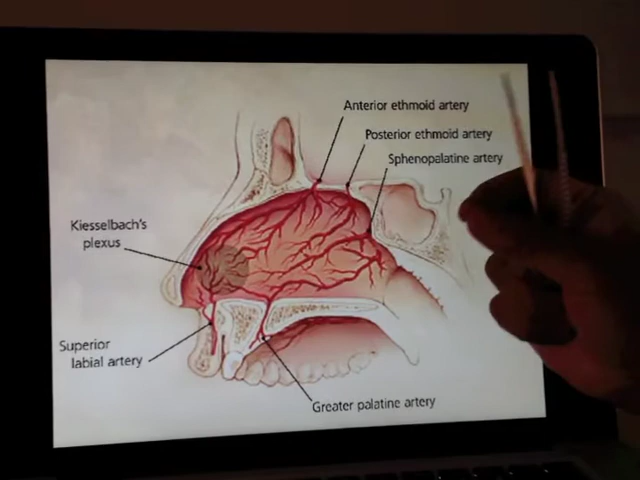 Anterior ethmoid artery
Posterior ethmoid artery
Sphenopalatine artery
Kiesselbach's
plexus
Superior
labial artery
Greater palatine artery